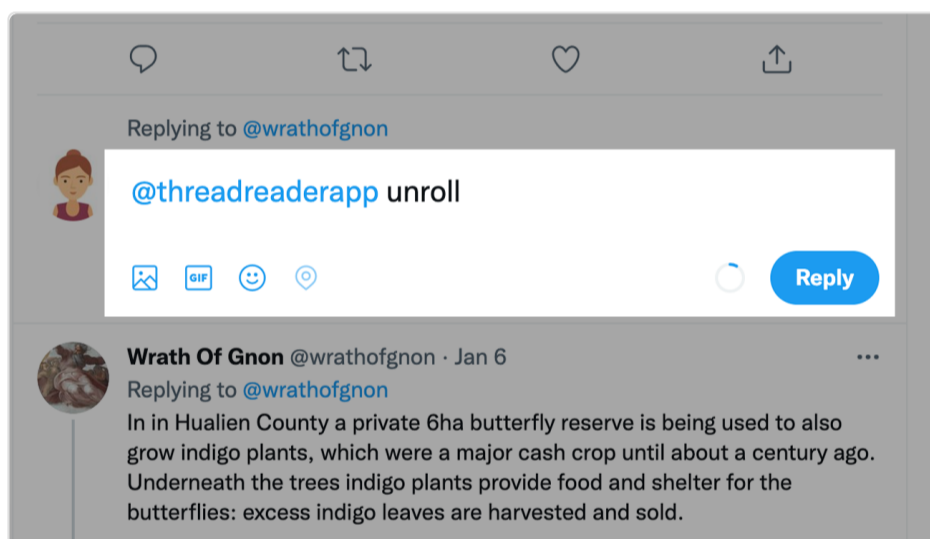 Replying to @wrathofgnon
@threadreaderapp unroll
GIF
Reply
Wrath Of Gnon @wrathofgnon · Jan 6
Replying to @wrathofgnon
In in Hualien County a private 6ha butterfly reserve is being used to also
grow indigo plants, which were a major cash crop until about a century ago.
Underneath the trees indigo plants provide food and shelter for the
butterflies: excess indigo leaves are harvested and sold.